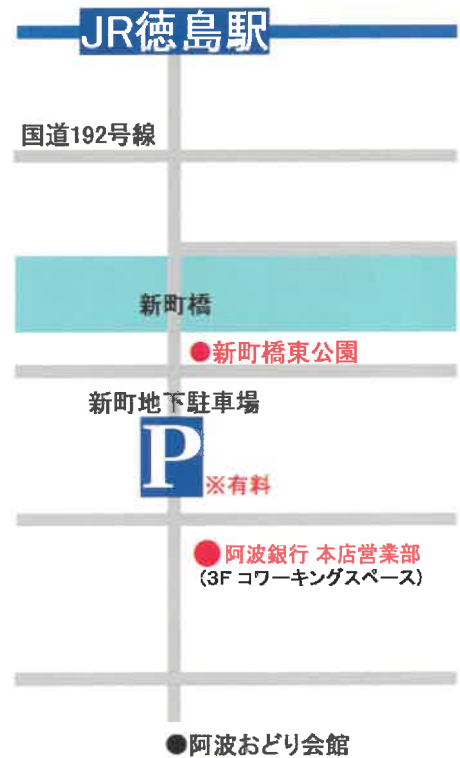 JR徳島駅
国道192号線
新町橋
●新町橋東公園
新町地下駐車場
P
※有料
●阿波銀行 本店営業部
(3F コワーキングスペース)
●阿波おどり会館